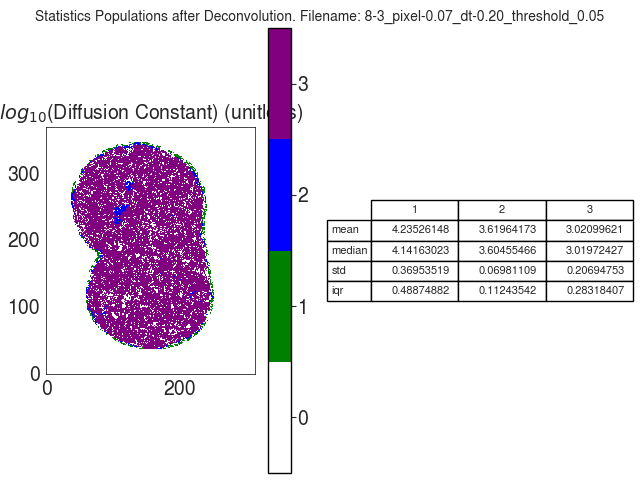 Statistics Populations after Deconvolution. Filename: 8-3_pixel-0.07_dt-0.20_threshold_0.05
log10(Diffusion Constant) (unitless)
300
200
100
0
0 200
3
2
1
0
1 2 3
mean 4.23526148 3.61964173 3.02099621
median 4.14163023 3.60455466 3.01972427
std 0.36953519 0.06981109 0.20694753
iqr 0.48874882 0.11243542 0.28318407